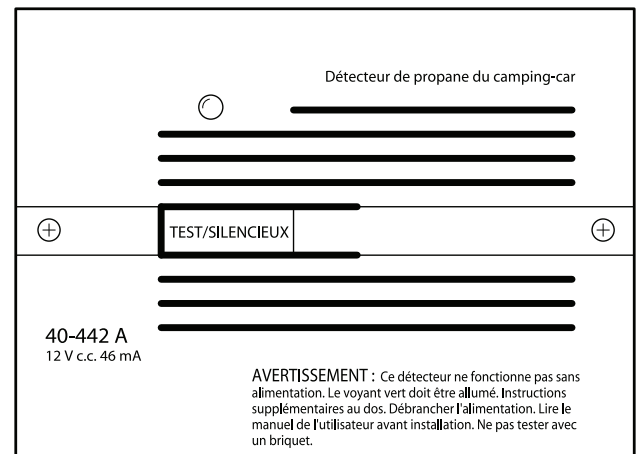 Détecteur de propane du camping-car
TEST/SILENCIEUX
40-442 A
12 V c.c. 46 mA
AVERTISSEMENT : Ce détecteur ne fonctionne pas sans
alimentation. Le voyant vert doit être allumé. Instructions
supplémentaires au dos. Débrancher l'alimentation. Lire le
manuel de l'utilisateur avant installation. Ne pas tester avec
un briquet.